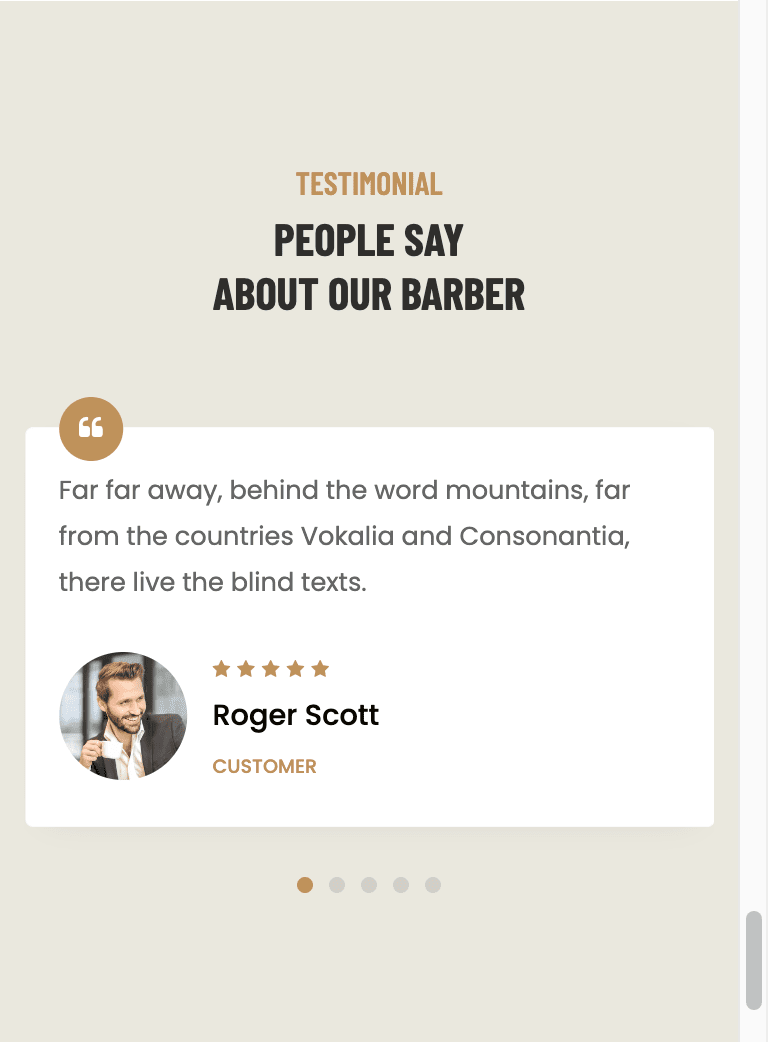 TESTIMONIAL
PEOPLE SAY
ABOUT OUR BARBER
Far far away, behind the word mountains, far
from the countries Vokalia and Consonantia,
there live the blind texts.
Roger Scott
CUSTOMER